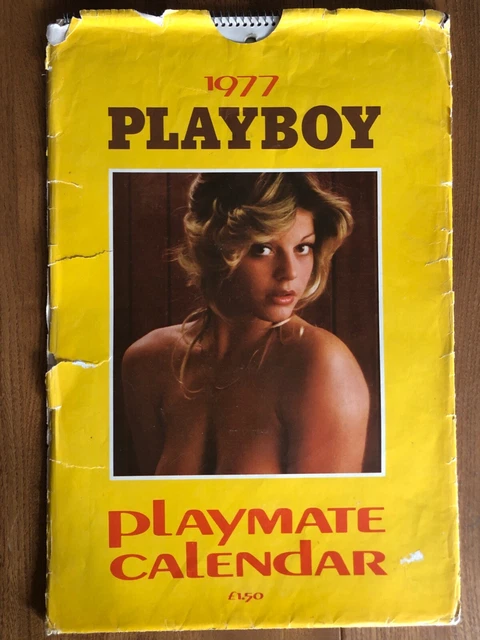 1977
PLAYBOY
PLAYMATE
CALENDAR
£1.50